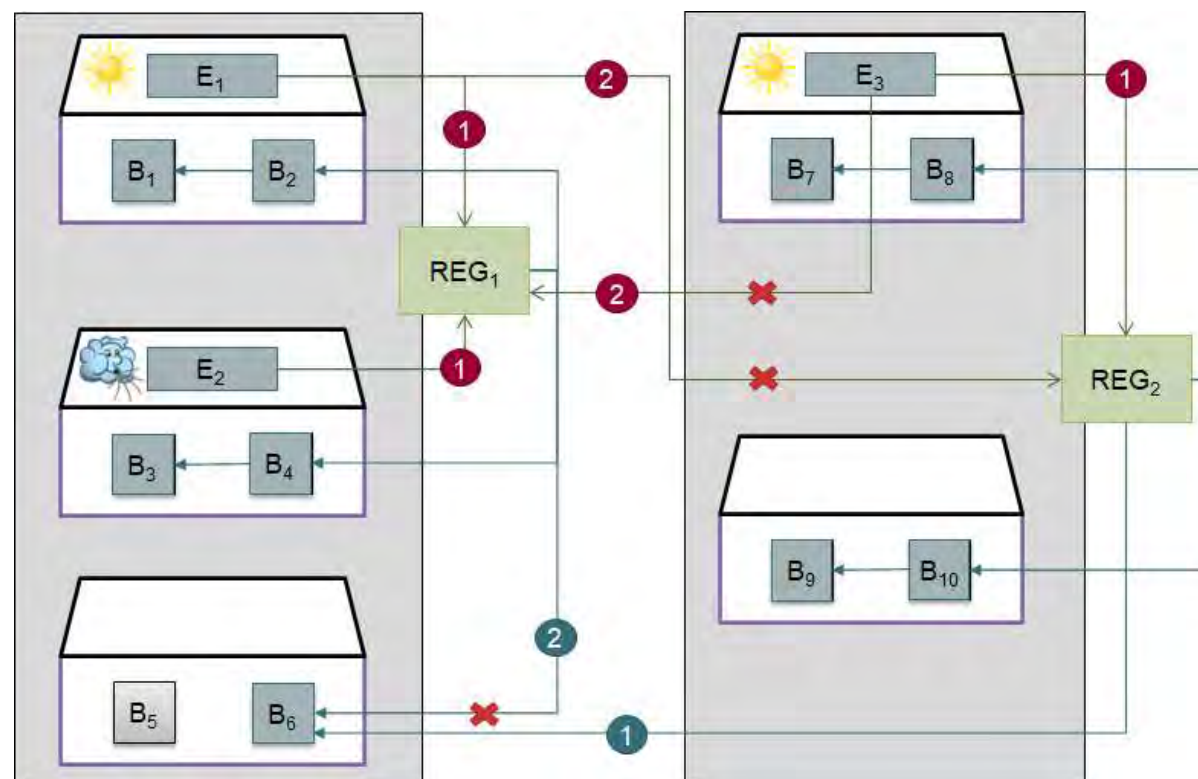 E₁
2
E₃
1
1
B₁
B₂
B₇
B₈
REG₁
2
E₂
1
REG₂
B₃
B₄
B₉
B₁₀
2
B₅
B₆
1